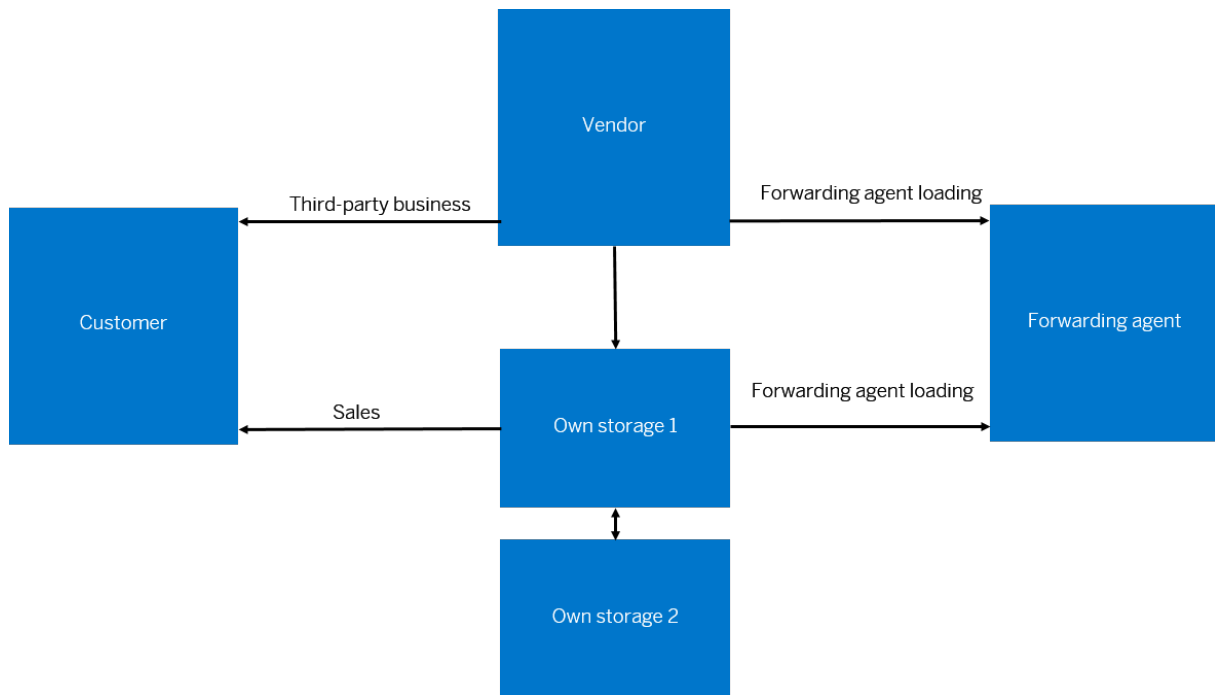 Vendor
Third-party business
Forwarding agent loading
Customer
Forwarding agent
Sales
Forwarding agent loading
Own storage 1
Own storage 2